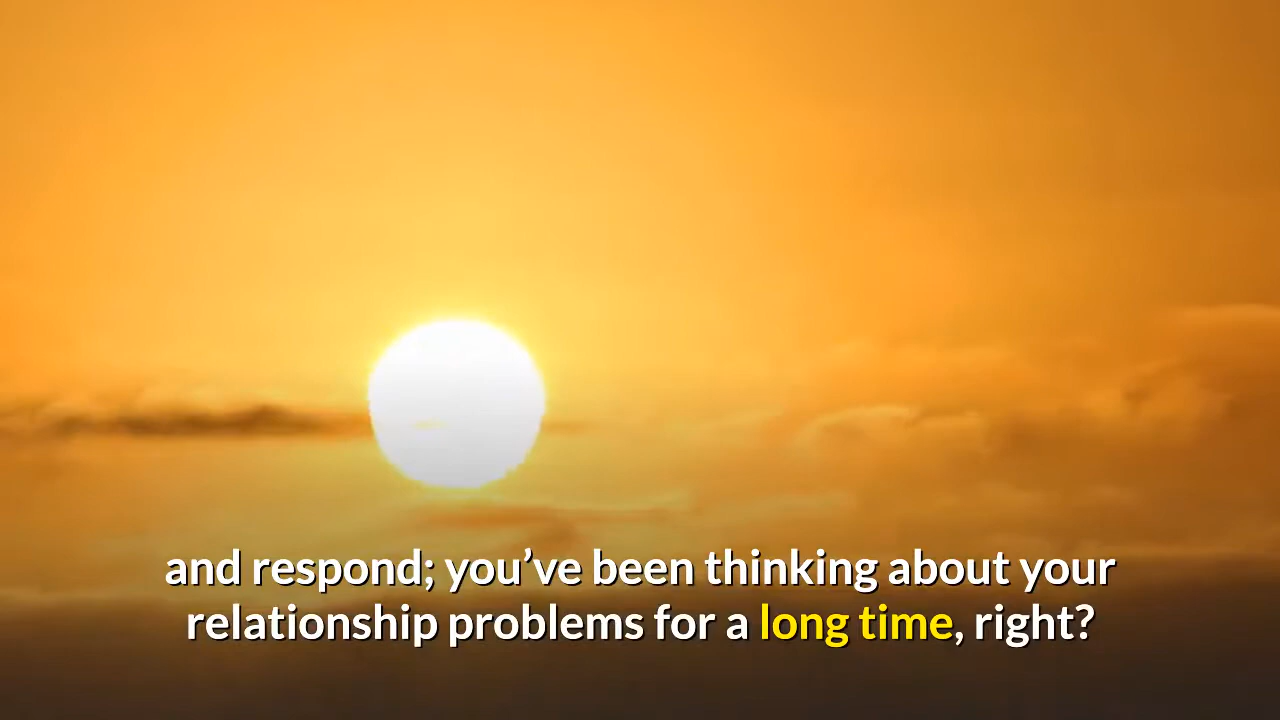 and respond; you’ve been thinking about your
relationship problems for a long time, right?